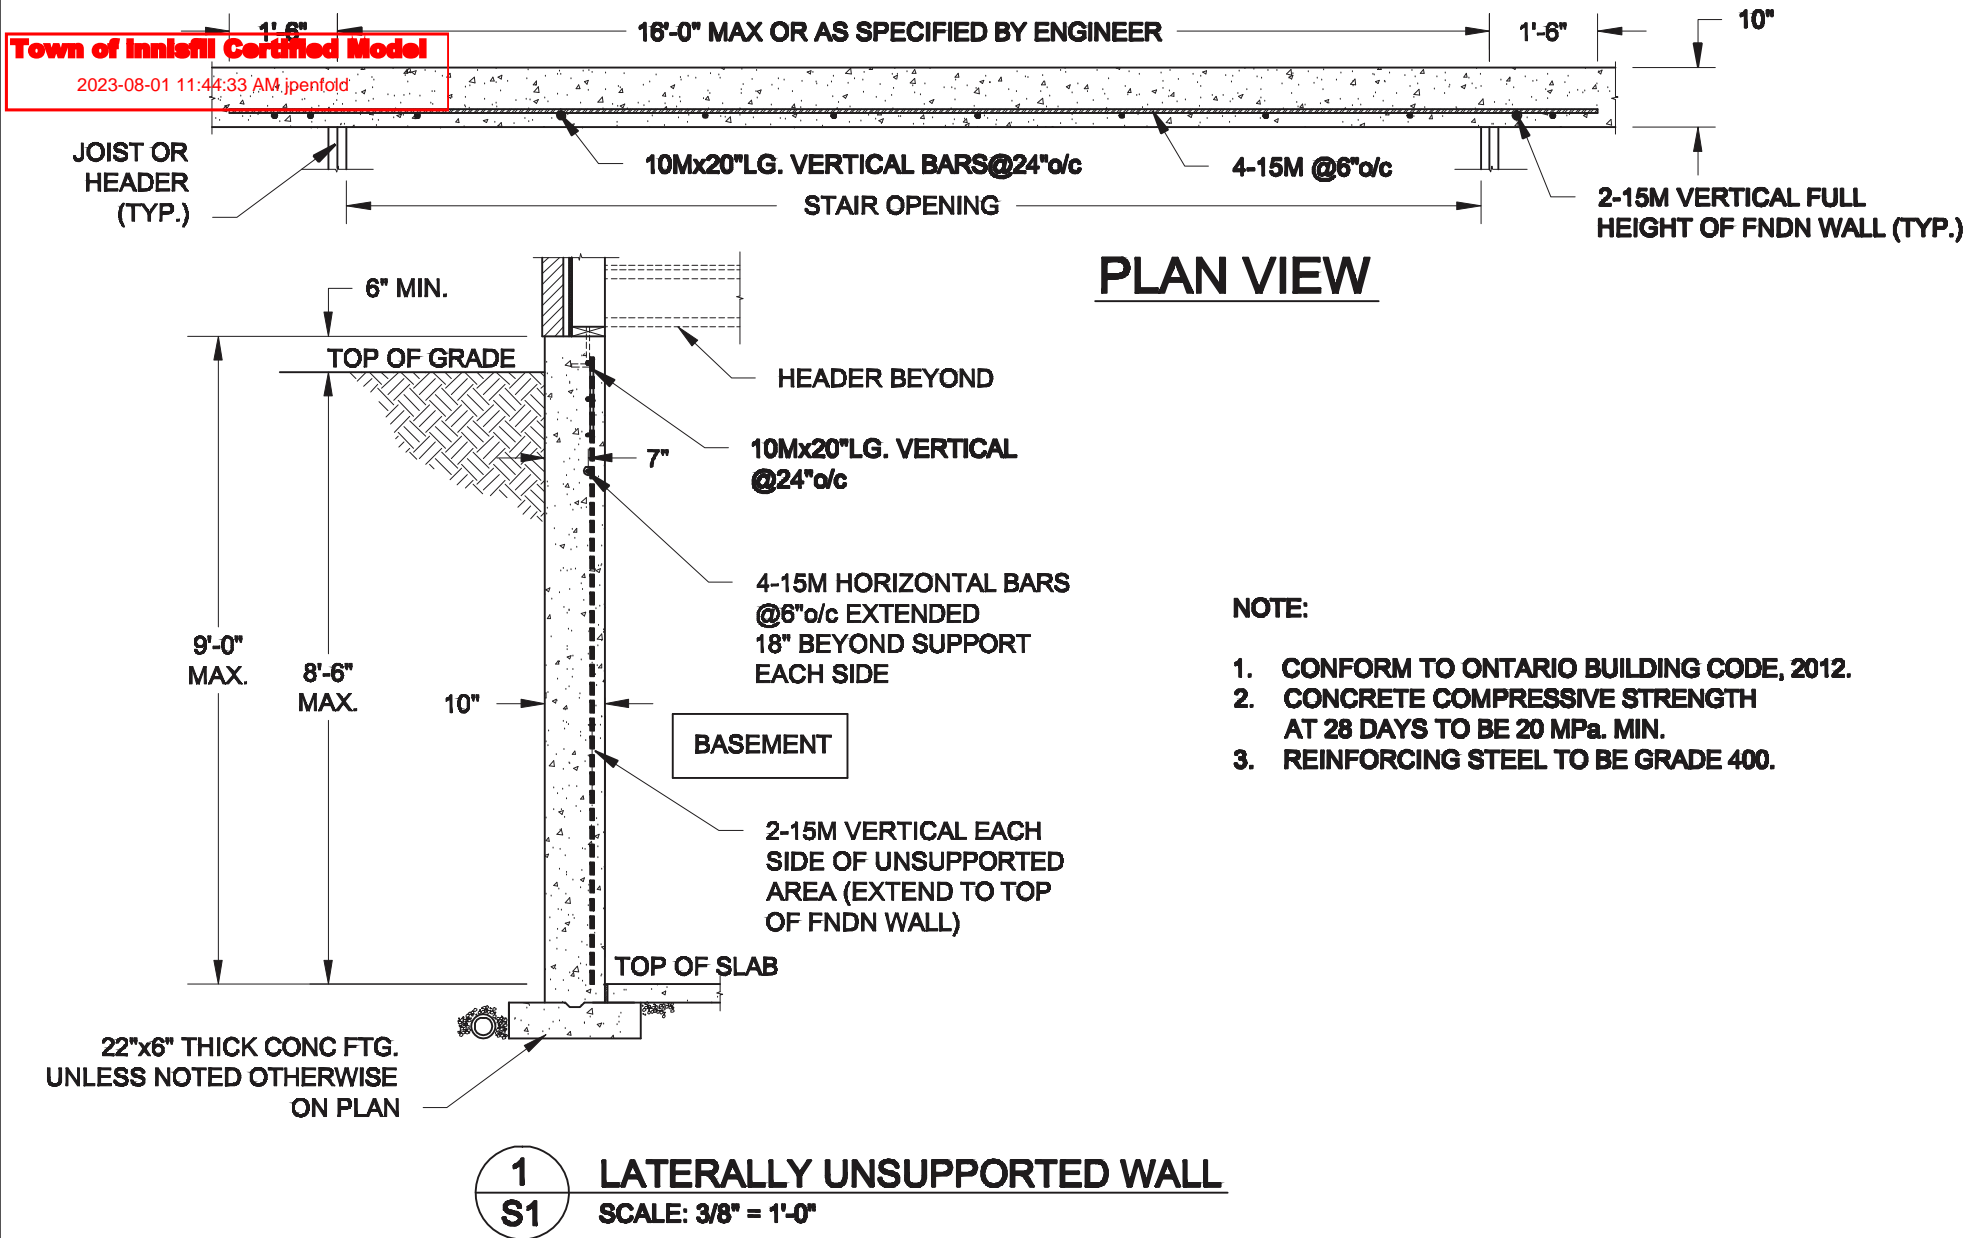 1'-6"
16'-0" MAX OR AS SPECIFIED BY ENGINEER
1'-6"
10"
Town of Innisfil Certified Model
2023-08-01 11:44:33 AM jpenfold
JOIST OR
HEADER
(TYP.)
10Mx20"LG. VERTICAL BARS@24"o/c
4-15M @6"o/c
STAIR OPENING
2-15M VERTICAL FULL
HEIGHT OF FNDN WALL (TYP.)
PLAN VIEW
6" MIN.
TOP OF GRADE
HEADER BEYOND
10Mx20"LG. VERTICAL
@24"o/c
7"
4-15M HORIZONTAL BARS
@6"o/c EXTENDED
18" BEYOND SUPPORT
EACH SIDE
9'-0"
MAX.
8'-6"
MAX.
10"
BASEMENT
2-15M VERTICAL EACH
SIDE OF UNSUPPORTED
AREA (EXTEND TO TOP
OF FNDN WALL)
TOP OF SLAB
22"x6" THICK CONC FTG.
UNLESS NOTED OTHERWISE
ON PLAN
NOTE:
1. CONFORM TO ONTARIO BUILDING CODE, 2012.
2. CONCRETE COMPRESSIVE STRENGTH
AT 28 DAYS TO BE 20 MPa. MIN.
3. REINFORCING STEEL TO BE GRADE 400.
1
S1
LATERALLY UNSUPPORTED WALL
SCALE: 3/8" = 1'-0"